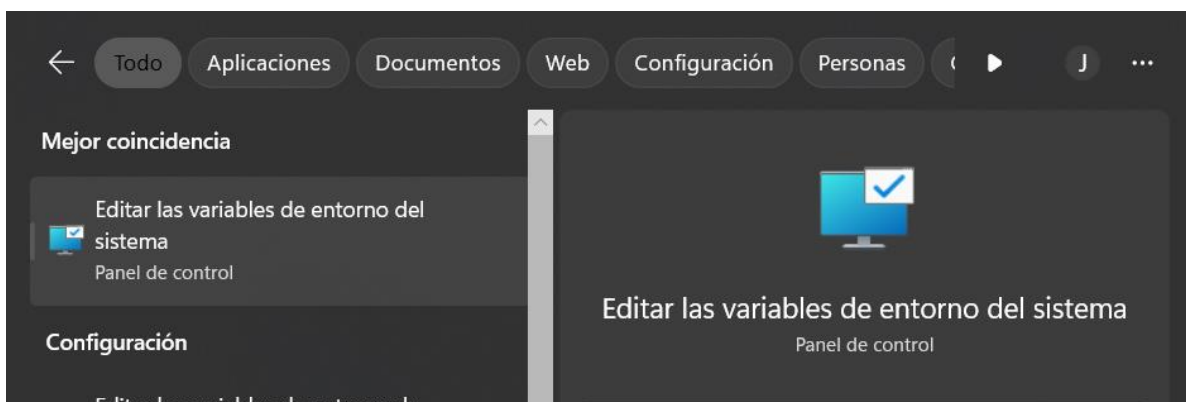 Todo Aplicaciones Documentos Web Configuración Personas J ...
Mejor coincidencia
Editar las variables de entorno del
sistema
Panel de control
Configuración
Editar las variables de entorno del sistema
Panel de control